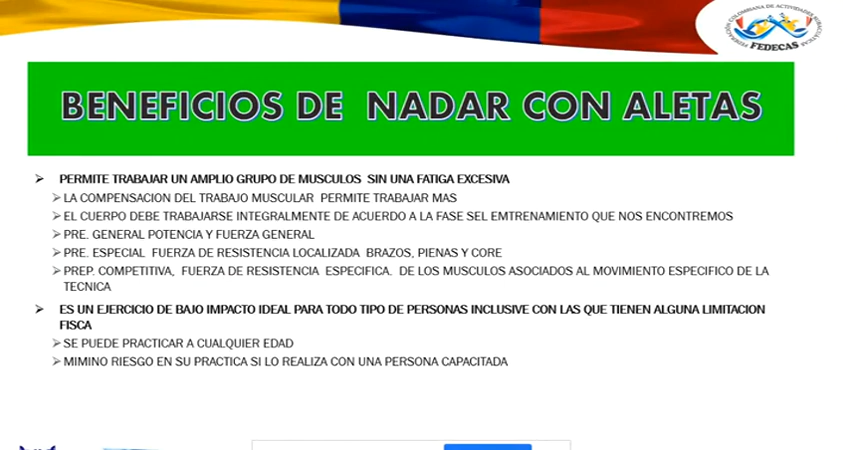 FEDERACIÓN COLOMBIANA DE ACTIVIDADES SUBACUÁTICAS
FEDECAS
BENEFICIOS DE NADAR CON ALETAS
PERMITE TRABAJAR UN AMPLIO GRUPO DE MUSCULOS SIN UNA FATIGA EXCESIVA
LA COMPENSACION DEL TRABAJO MUSCULAR PERMITE TRABAJAR MAS
EL CUERPO DEBE TRABAJARSE INTEGRALMENTE DE ACUERDO A LA FASE SEL EMTRENAMIENTO QUE NOS ENCONTREMOS
PRE. GENERAL POTENCIA Y FUERZA GENERAL
PRE. ESPECIAL FUERZA DE RESISTENCIA LOCALIZADA BRAZOS, PIENAS Y CORE
PREP. COMPETITIVA, FUERZA DE RESISTENCIA ESPECIFICA. DE LOS MUSCULOS ASOCIADOS AL MOVIMIENTO ESPECIFICO DE LA
TECNICA
ES UN EJERCICIO DE BAJO IMPACTO IDEAL PARA TODO TIPO DE PERSONAS INCLUSIVE CON LAS QUE TIENEN ALGUNA LIMITACION
FISCA
SE PUEDE PRACTICAR A CUALQUIER EDAD
MIMINO RIESGO EN SU PRACTICA SI LO REALIZA CON UNA PERSONA CAPACITADA